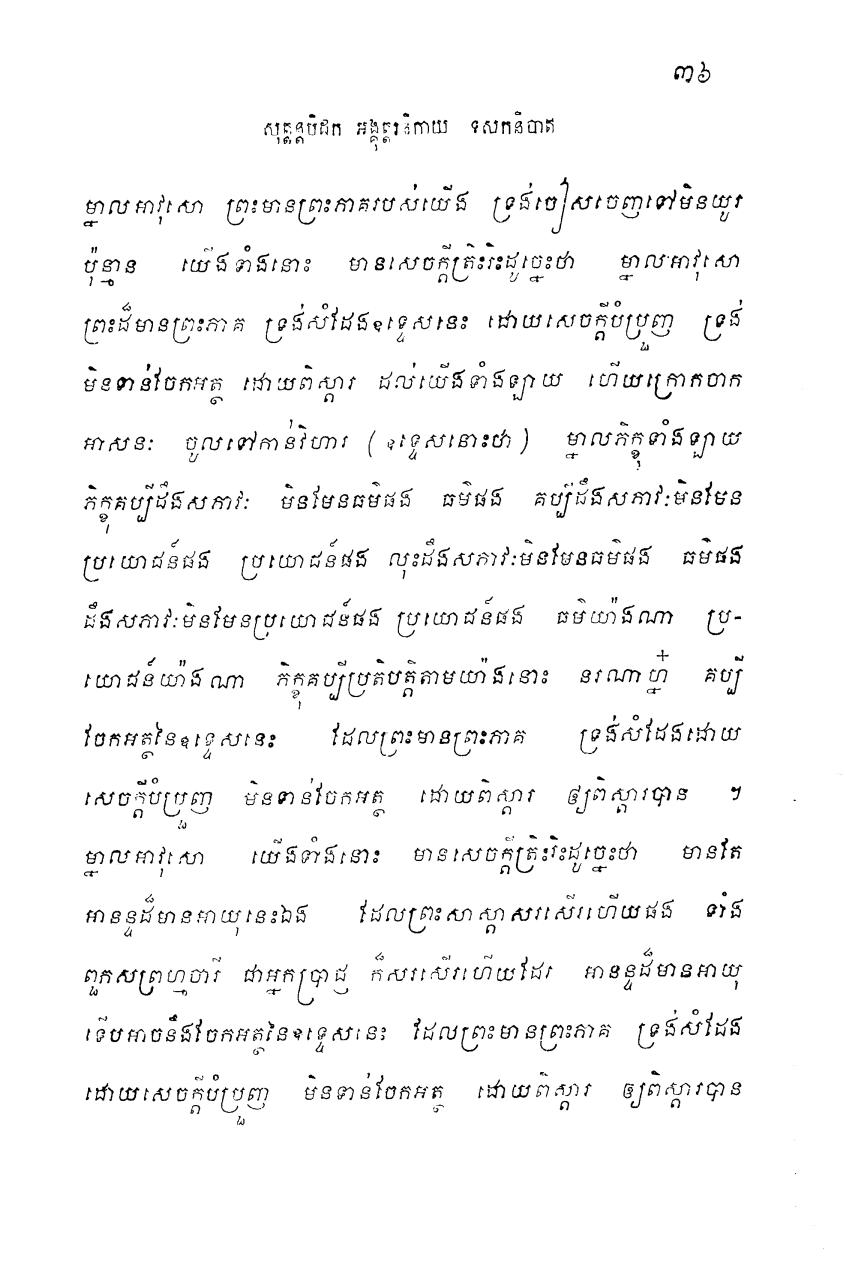 ៣៦
សុត្តន្តបិដក អង្គុត្តរនិកាយ ទសកនិបាត
ម្នាលអាវុសោ ព្រះមានព្រះភាគរបស់យើង ទ្រង់ចៀសចេញទៅមិនយូរ
ប៉ុន្មាន យើងទាំងនោះ មានសេចក្តីត្រិះរិះដូច្នេះថា ម្នាលអាវុសោ
ព្រះដ៏មានព្រះភាគ ទ្រង់សំដែងឧទ្ទេសនេះ ដោយសេចក្តីបំប្រួញ ទ្រង់
មិនទាន់ចែកអត្ថ ដោយពិស្តារ ដល់យើងទាំងឡាយ ហើយក្រោកចាក
អាសនៈ ចូលទៅកាន់វិហារ (ឧទ្ទេសនោះថា) ម្នាលភិក្ខុទាំងឡាយ
ភិក្ខុគប្បីដឹងសភាវៈ មិនមែនធម៌ផង ធម៌ផង គប្បីដឹងសភាវៈមិនមែន
ប្រយោជន៍ផង ប្រយោជន៍ផង លុះដឹងសភាវៈមិនមែនធម៌ផង ធម៌ផង
ដឹងសភាវៈមិនមែនប្រយោជន៍ផង ប្រយោជន៍ផង ធម៌យ៉ាងណា ប្រ-
យោជន៍យ៉ាងណា ភិក្ខុគប្បីប្រតិបត្តិតាមយ៉ាងនោះ នរណាហ្ន៎ គប្បី
ចែកអត្ថនៃឧទ្ទេសនេះ ដែលព្រះមានព្រះភាគ ទ្រង់សំដែងដោយ
សេចក្តីបំប្រួញ មិនទាន់ចែកអត្ថ ដោយពិស្តារ ឲ្យពិស្តារបាន ។
ម្នាលអាវុសោ យើងទាំងនោះ មានសេចក្តីត្រិះរិះដូច្នេះថា មានតែ
អានន្ទដ៏មានអាយុនេះឯង ដែលព្រះសាស្តាសរសើរហើយផង ទាំង
ពួកសព្រហ្មចារី ជាអ្នកប្រាជ្ញ ក៏សរសើរហើយដែរ អានន្ទដ៏មានអាយុ
ទើបអាចនឹងចែកអត្ថនៃឧទ្ទេសនេះ ដែលព្រះមានព្រះភាគ ទ្រង់សំដែង
ដោយសេចក្តីបំប្រួញ មិនទាន់ចែកអត្ថ ដោយពិស្តារ ឲ្យពិស្តារបាន